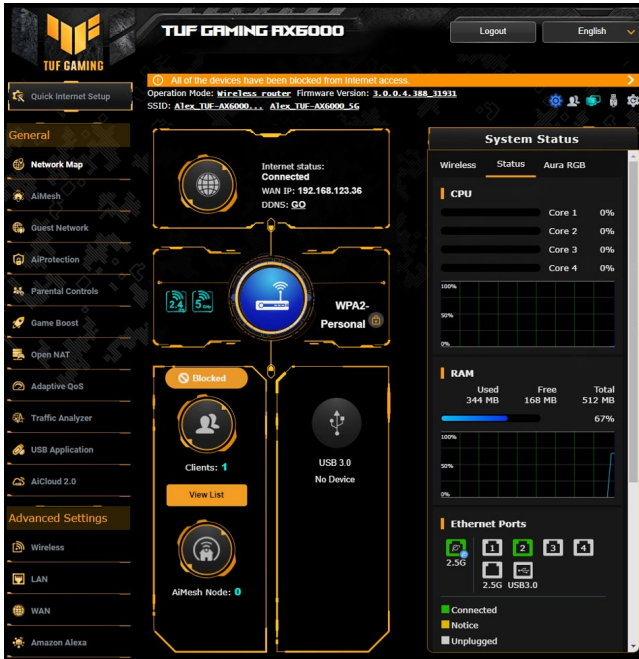 TUF GAMING
TUF GAMING AX6000
Logout
English
All of the devices have been blocked from Internet access.
Operation Mode: Wireless router Firmware Version: 3.0.0.4.388_31931
SSID: Alex_TUF-AX6000... Alex_TUF-AX6000_5G
Quick Internet Setup
General
Network Map
AiMesh
Guest Network
AiProtection
Parental Controls
Game Boost
Open NAT
Adaptive QoS
Traffic Analyzer
USB Application
AiCloud 2.0
Advanced Settings
Wireless
LAN
WAN
Amazon Alexa
Internet status:
Connected
WAN IP: 192.168.123.36
DDNS: GO
2.4 5
WPA2-
Personal
Blocked
Clients: 1
View List
AiMesh Node: 0
USB 3.0
No Device
System Status
Wireless Status Aura RGB
CPU
Core 1 0%
Core 2 0%
Core 3 0%
Core 4 0%
100%
50%
0%
RAM
Used Free Total
344 MB 168 MB 512 MB
67%
100%
50%
0%
Ethernet Ports
1 2 3 4
2.5G
2.5G USB3.0
Connected
Notice
Unplugged